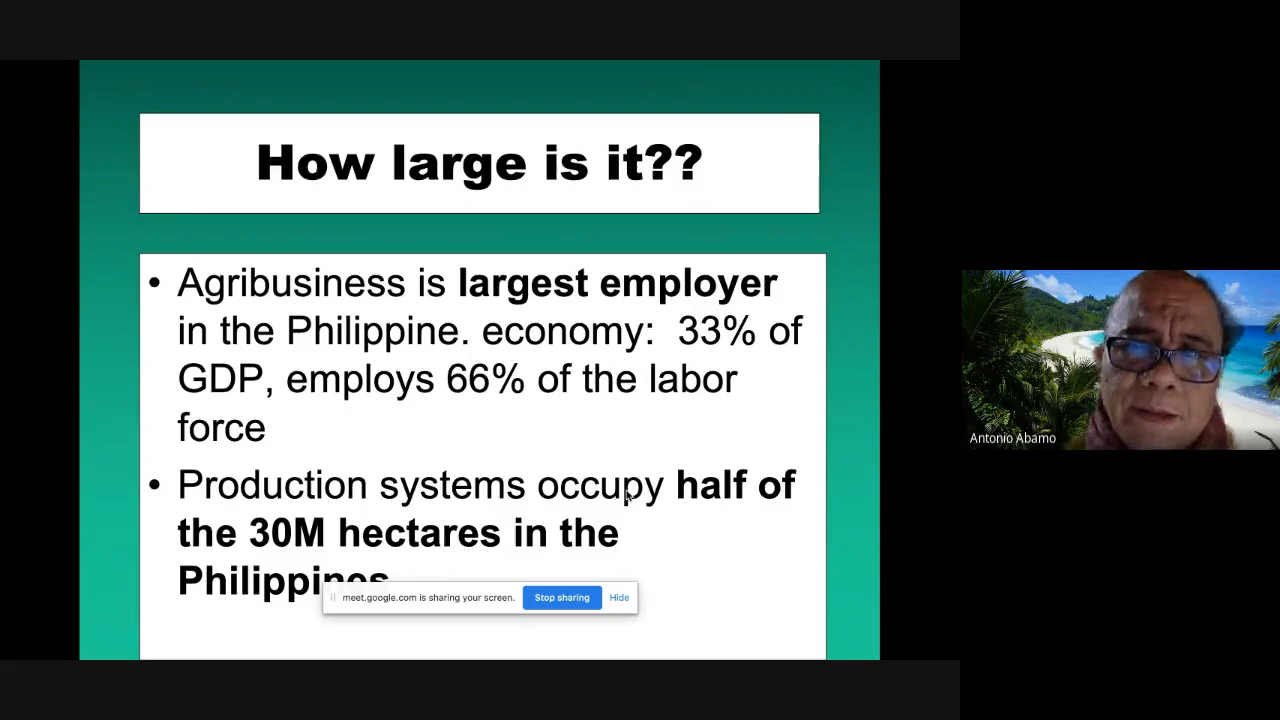 How large is it??
• Agribusiness is largest employer
in the Philippine. economy:  33% of
GDP, employs 66% of the labor
force
• Production systems occupy half of
the 30M hectares in the
Philippines
meet.google.com is sharing your screen. Stop sharing Hide
Antonio Abamo